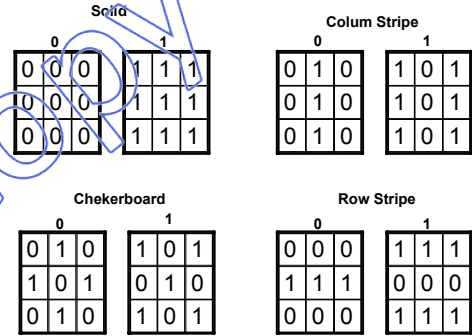 Solid
Colum Stripe
0 1 0 1
0 0 0 1 1 1 0 1 0 1 0 1
0 0 0 1 1 1 0 1 0 1 0 1
0 0 0 1 1 1 0 1 0 1 0 1
Chekerboard Row Stripe
0 1 0 1
0 1 0 1 0 1 0 0 0 1 1 1
1 0 1 0 1 0 1 1 1 0 0 0
0 1 0 1 0 1 0 0 0 1 1 1